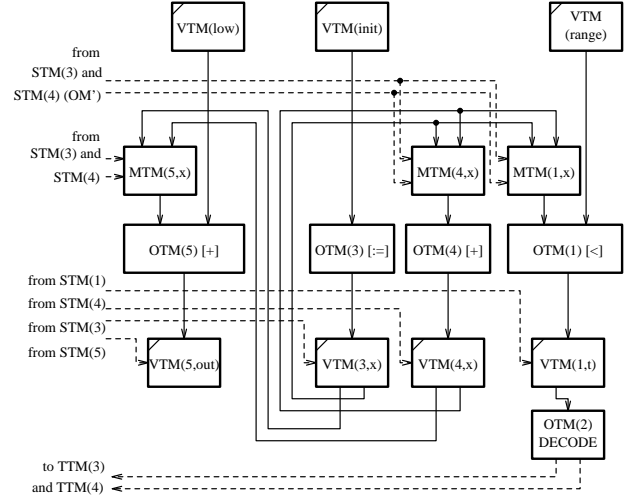 VTM(low)
VTM(init)
VTM
(range)
from
STM(3) and
STM(4) (OM’)
from
STM(3) and
STM(4)
MTM(5,x)
MTM(4,x)
MTM(1,x)
OTM(5) [+]
OTM(3) [:=]
OTM(4) [+]
OTM(1) [<]
from STM(1)
from STM(4)
from STM(3)
from STM(5)
VTM(5,out)
VTM(3,x)
VTM(4,x)
VTM(1,t)
OTM(2)
DECODE
to TTM(3)
and TTM(4)